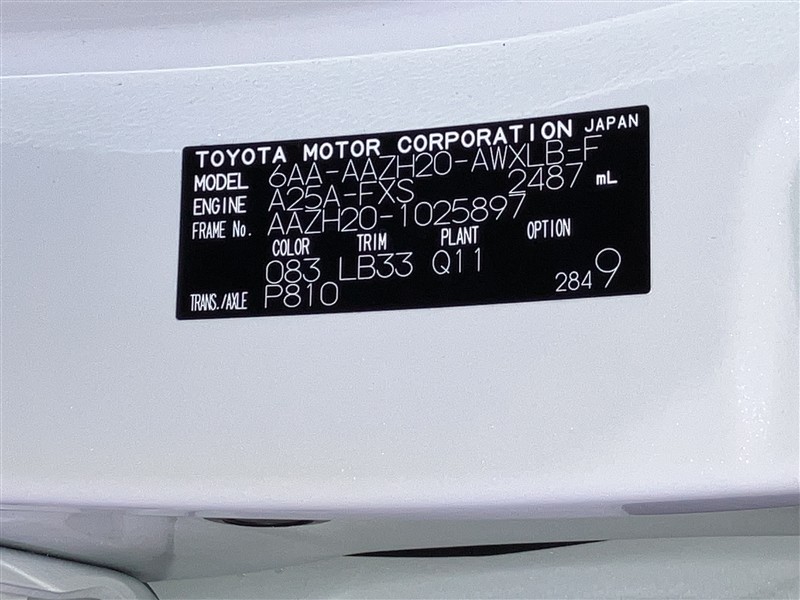 TOYOTA MOTOR CORPORATION JAPAN
MODEL 6AA-AAZH20-AWXLB-F
ENGINE A25A-FXS 2487 mL
FRAME No. AAZH20-1025897
COLOR TRIM PLANT OPTION
083 LB33 Q11
TRANS./AXLE P810 2849